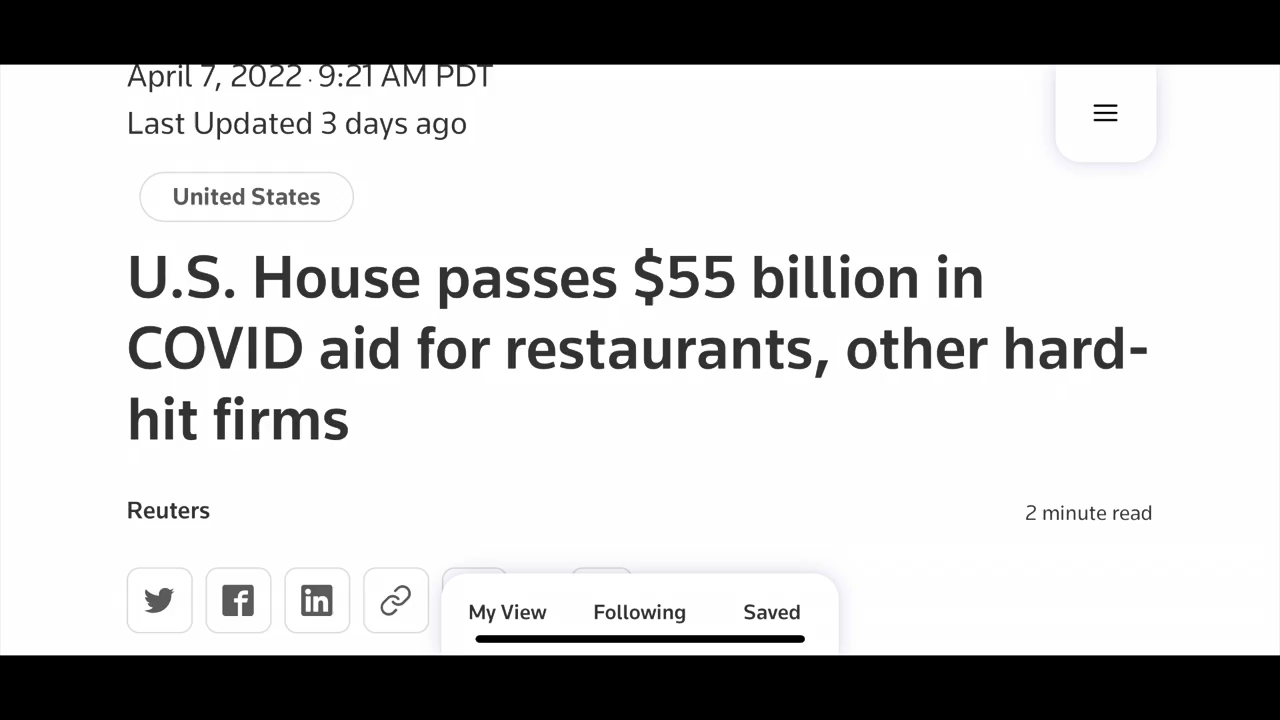 April 7, 2022 · 9:21 AM PDT
Last Updated 3 days ago
United States
U.S. House passes $55 billion in
COVID aid for restaurants, other hard-
hit firms
Reuters
2 minute read
My View Following Saved